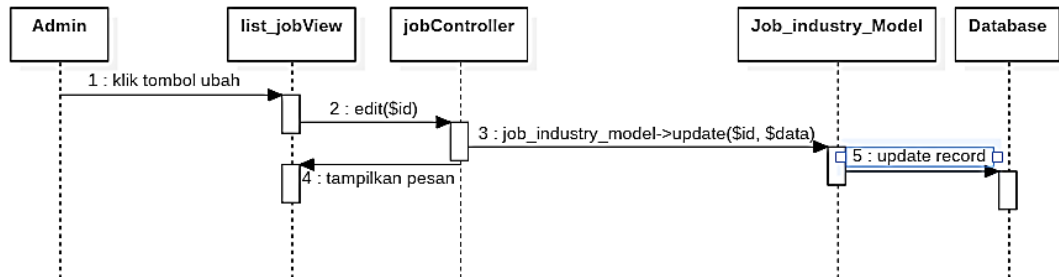 Admin
list_jobView
jobController
Job_industry_Model
Database
1 : klik tombol ubah
2 : edit($id)
3 : job_industry_model->update($id, $data)
4 : tampilkan pesan
5 : update record